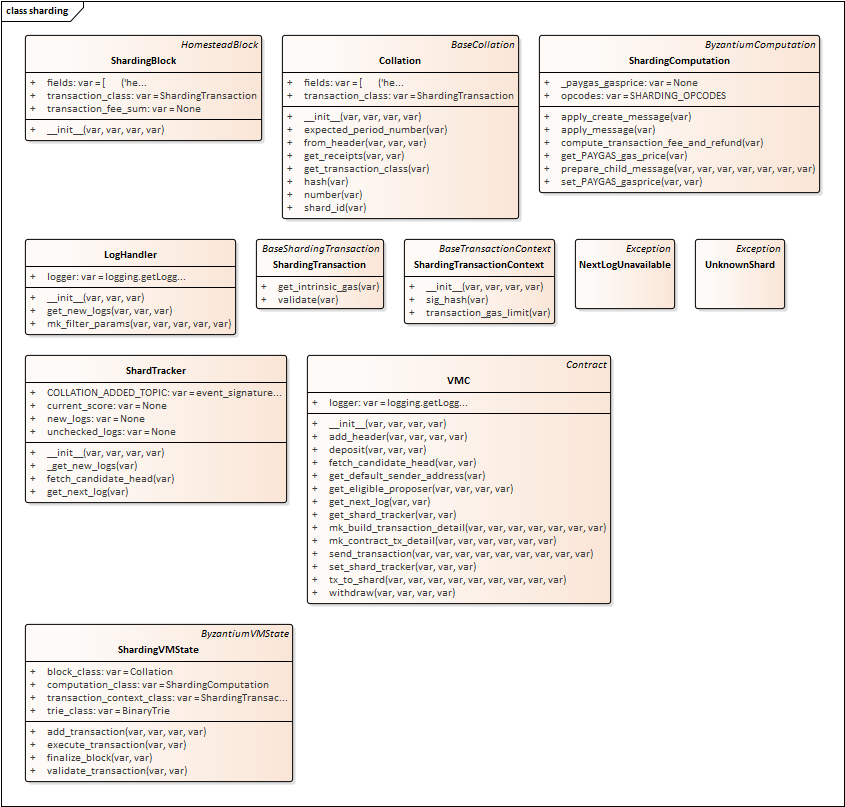 class sharding
HomesteadBlock
ShardingBlock
+ fields: var = [ ('he...
+ transaction_class: var = ShardingTransaction
+ transaction_fee_sum: var = None
+ __init__(var, var, var, var)
BaseCollation
Collation
+ fields: var = [ ('he...
+ transaction_class: var = ShardingTransaction
+ __init__(var, var, var, var)
+ expected_period_number(var)
+ from_header(var, var, var)
+ get_receipts(var, var)
+ get_transaction_class(var)
+ hash(var)
+ number(var)
+ shard_id(var)
ByzantiumComputation
ShardingComputation
+ _paygas_gasprice: var = None
+ opcodes: var = SHARDING_OPCODES
+ apply_create_message(var)
+ apply_message(var)
+ compute_transaction_fee_and_refund(var)
+ get_PAYGAS_gas_price(var)
+ prepare_child_message(var, var, var, var, var, var, var)
+ set_PAYGAS_gasprice(var, var)
LogHandler
+ logger: var = logging.getLogg...
+ __init__(var, var, var)
+ get_new_logs(var, var, var)
+ mk_filter_params(var, var, var, var, var)
BaseShardingTransaction
ShardingTransaction
+ get_intrinsic_gas(var)
+ validate(var)
BaseTransactionContext
ShardingTransactionContext
+ __init__(var, var, var, var)
+ sig_hash(var)
+ transaction_gas_limit(var)
Exception
NextLogUnavailable
Exception
UnknownShard
ShardTracker
+ COLLATION_ADDED_TOPIC: var = event_signature...
+ current_score: var = None
+ new_logs: var = None
+ unchecked_logs: var = None
+ __init__(var, var, var, var)
+ _get_new_logs(var)
+ fetch_candidate_head(var)
+ get_next_log(var)
Contract
VMC
+ logger: var = logging.getLogg...
+ __init__(var, var, var, var)
+ add_header(var, var, var, var)
+ deposit(var, var, var)
+ fetch_candidate_head(var, var)
+ get_default_sender_address(var)
+ get_eligible_proposer(var, var, var)
+ get_next_log(var, var)
+ get_shard_tracker(var, var)
+ mk_build_transaction_detail(var, var, var, var, var, var, var)
+ mk_contract_tx_detail(var, var, var, var, var, var)
+ send_transaction(var, var, var, var, var, var, var, var, var)
+ set_shard_tracker(var, var, var)
+ tx_to_shard(var, var, var, var, var, var, var, var, var)
+ withdraw(var, var, var, var)
ByzantiumVMState
ShardingVMState
+ block_class: var = Collation
+ computation_class: var = ShardingComputation
+ transaction_context_class: var = ShardingTransac...
+ trie_class: var = BinaryTrie
+ add_transaction(var, var, var, var)
+ execute_transaction(var, var)
+ finalize_block(var, var)
+ validate_transaction(var, var)